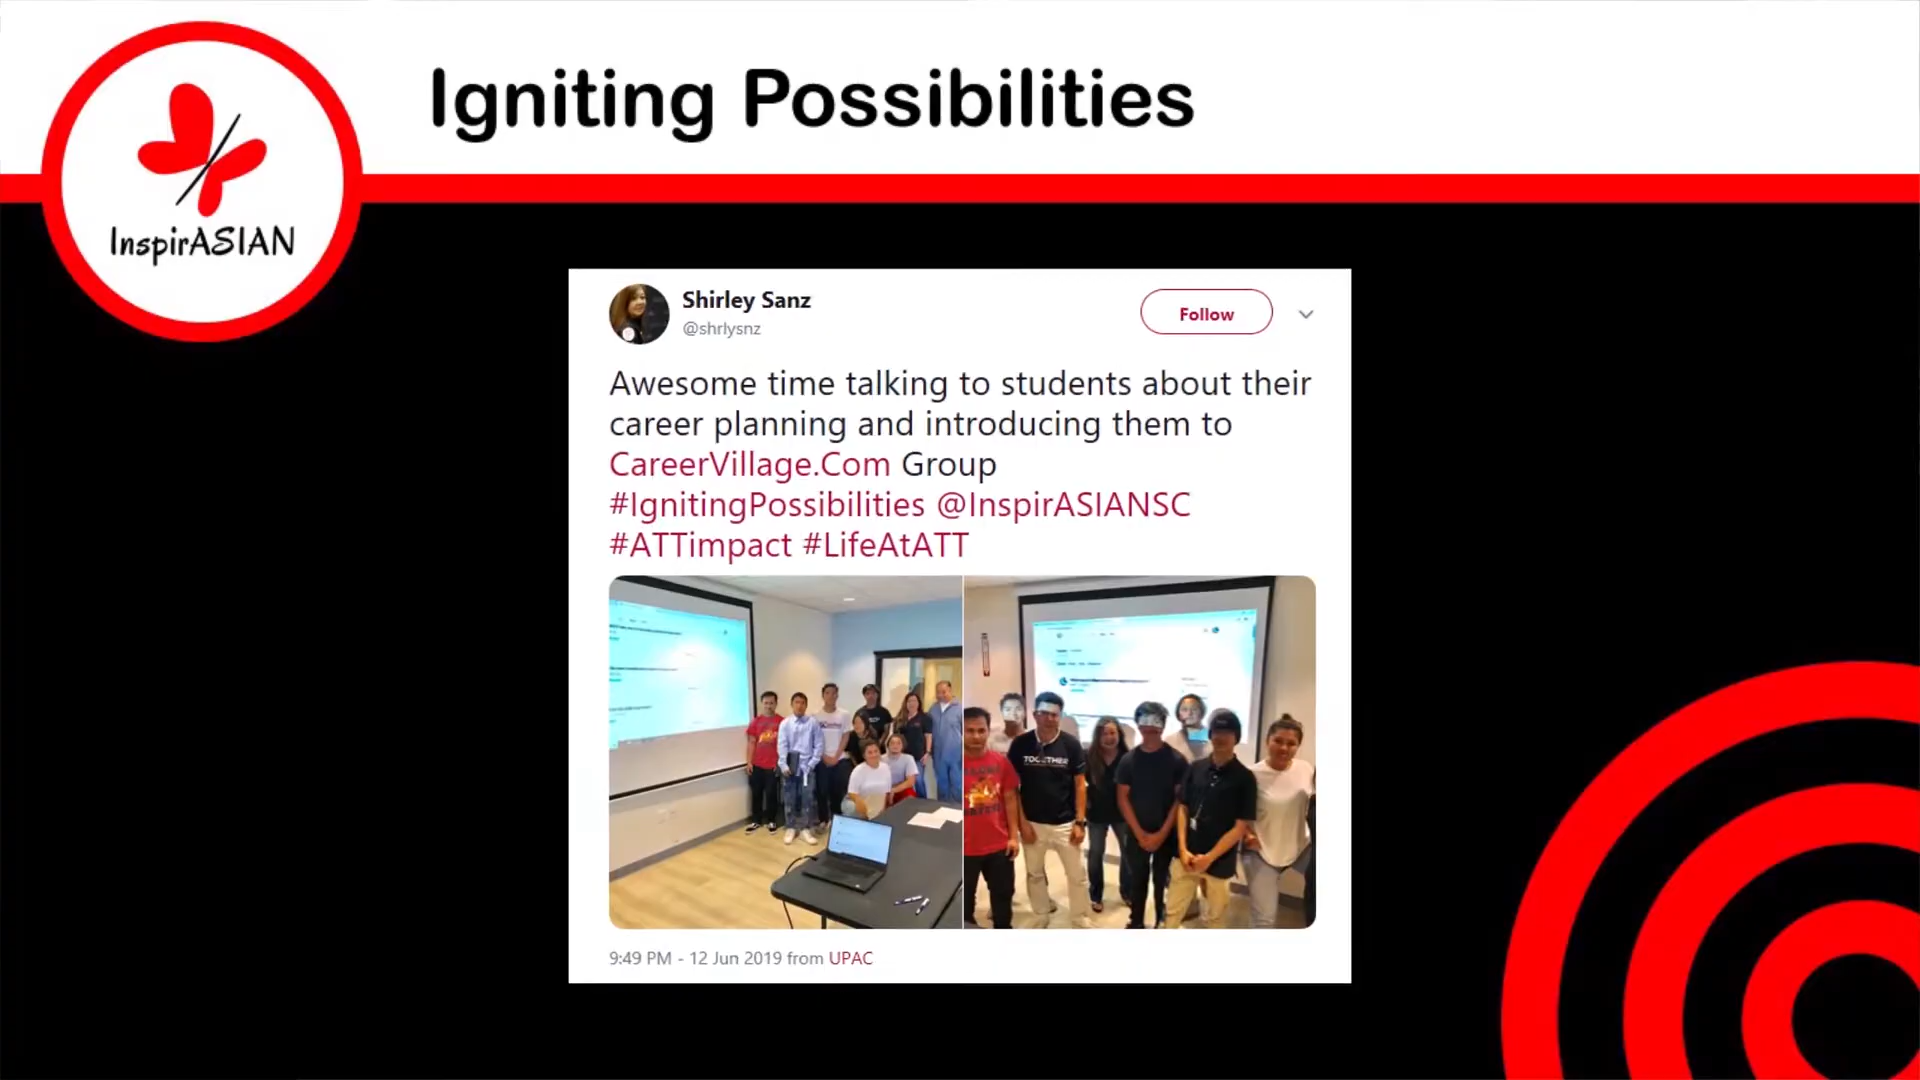 Igniting Possibilities
InspirASIAN
Shirley Sanz
@shrlysnz
Follow
Awesome time talking to students about their
career planning and introducing them to
CareerVillage.Com Group
#IgnitingPossibilities @InspirASIANSC
#ATTimpact #LifeAtATT
TOGETHER
9:49 PM - 12 Jun 2019 from UPAC